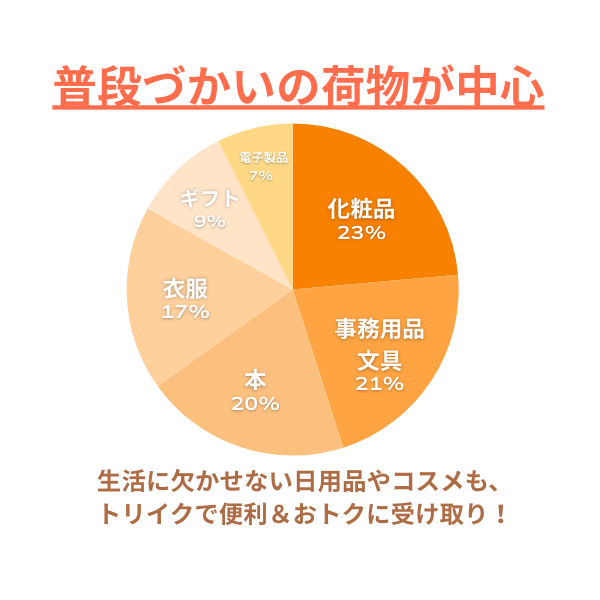 普段づかいの荷物が中心
電子製品
7%
ギフト
9%
化粧品
23%
衣服
17%
事務用品
文具
21%
本
20%
生活に欠かせない日用品やコスメも、
トリイクで便利＆おトクに受け取り！